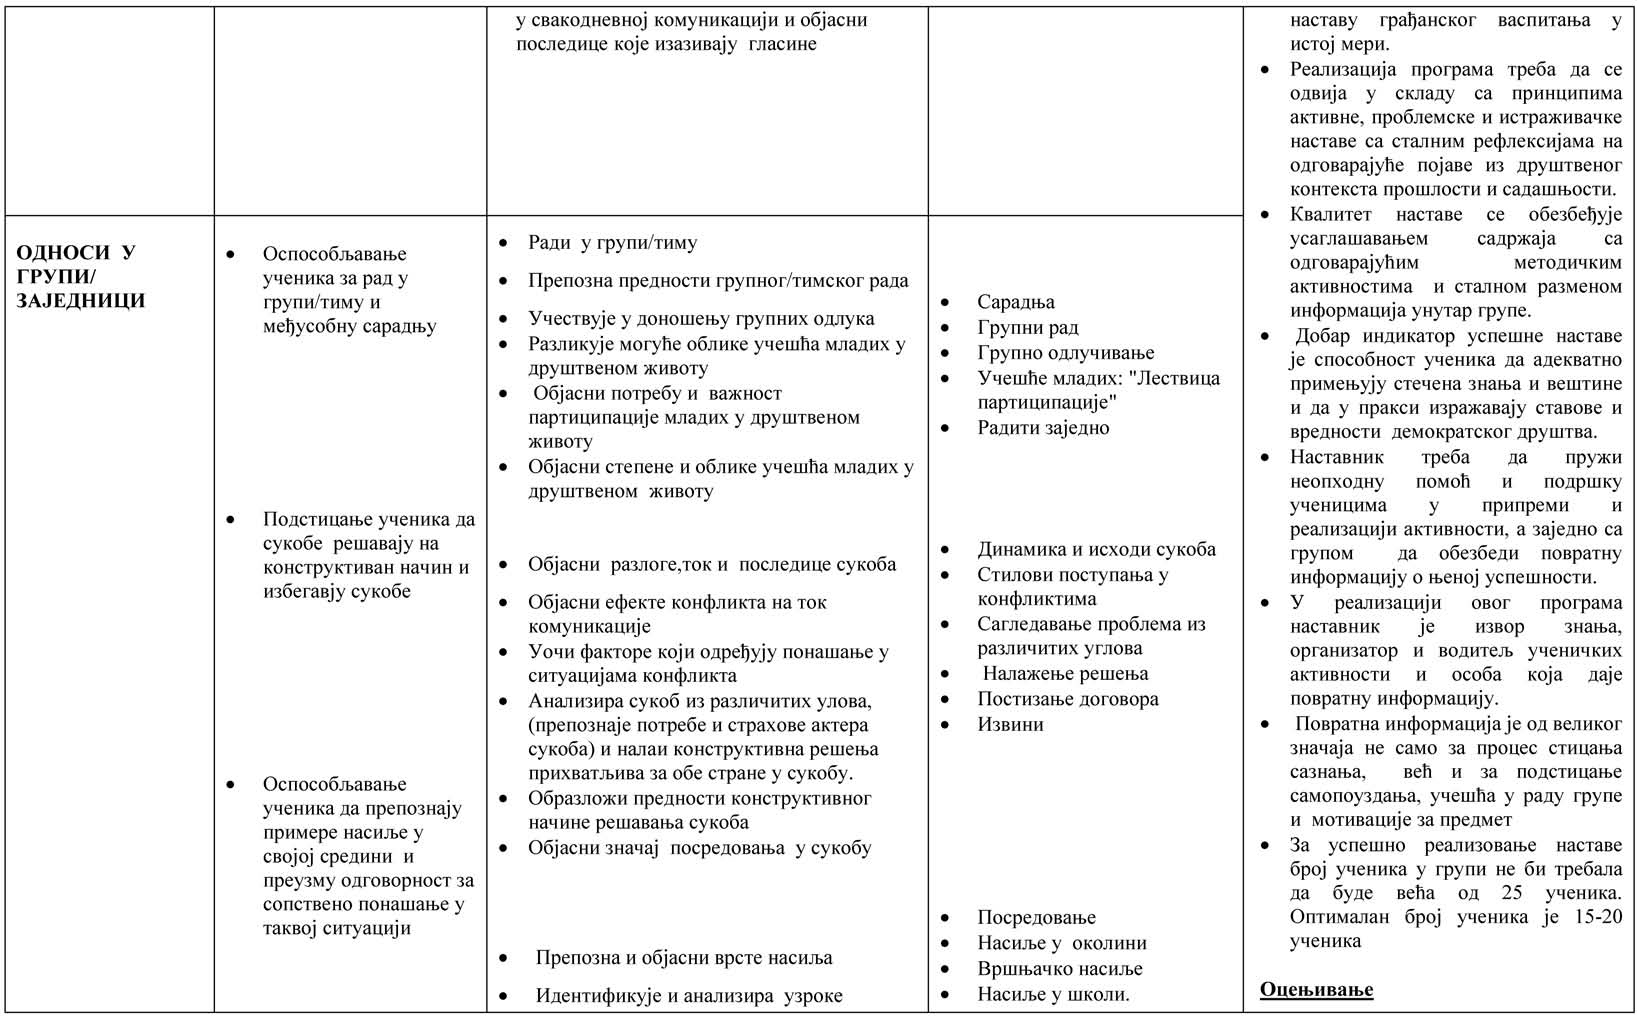 у свакодневној комуникацији и објасни
последице које изазивају гласине
наставу грађанског васпитања у
истој мери.
• Реализација програма треба да се
одвија у складу са принципима
активне, проблемске и истраживачке
наставе са сталним рефлексијама на
одговарајуће појаве из друштвеног
контекста прошлости и садашњости.
• Квалитет наставе се обезбеђује
усаглашавањем садржаја са
одговарајућим методичким
активностима и сталном разменом
информација унутар групе.
• Добар индикатор успешне наставе
је способност ученика да адекватно
примењују стечена знања и вештине
и да у пракси изражавају ставове и
вредности демократског друштва.
• Наставник треба да пружи
неопходну помоћ и подршку
ученицима у припреми и
реализацији активности, а заједно са
групом да обезбеди повратну
информацију о њеној успешности.
• У реализацији овог програма
наставник је извор знања,
организатор и водитељ ученичких
активности и особа која даје
повратну информацију.
• Повратна информација је од великог
значаја не само за процес стицања
сазнања, већ и за подстицање
самопоуздања, учешћа у раду групе
и мотивације за предмет
• За успешно реализовање наставе
број ученика у групи не би требала
да буде већа од 25 ученика.
Оптималан број ученика је 15-20
ученика
Оцењивање
ОДНОСИ У
ГРУПИ/
ЗАЈЕДНИЦИ
• Оспособљавање
ученика за рад у
групи/тиму и
међусобну сарадњу
• Подстицање ученика да
сукобе решавају на
конструктиван начин и
избегавју сукобе
• Оспособљавање
ученика да препознају
примере насиље у
својој средини и
преузму одговорност за
сопствено понашање у
таквој ситуацији
• Ради у групи/тиму
• Препозна предности групног/тимског рада
• Учествује у доношењу групних одлука
• Разликује могуће облике учешћа младих у
друштвеном животу
• Објасни потребу и важност
партиципације младих у друштвеном
животу
• Објасни степене и облике учешћа младих у
друштвеном животу
• Објасни разлоге,ток и последице сукоба
• Објасни ефекте конфликта на ток
комуникације
• Уочи факторе који одређују понашање у
ситуацијама конфликта
• Анализира сукоб из различитих улова,
(препознаје потребе и страхове актера
сукоба) и налаи конструктивна решења
прихватљива за обе стране у сукобу.
• Образложи предности конструктивног
начине решавања сукоба
• Објасни значај посредовања у сукобу
• Препозна и објасни врсте насиља
• Идентификује и анализира узроке
• Сарадња
• Групни рад
• Групно одлучивање
• Учешће младих: "Лествица
партиципације"
• Радити заједно
• Динамика и исходи сукоба
• Стилови поступања у
конфликтима
• Сагледавање проблема из
различитих углова
• Налажење решења
• Постизање договора
• Извини
• Посредовање
• Насиље у околини
• Вршњачко насиље
• Насиље у школи.